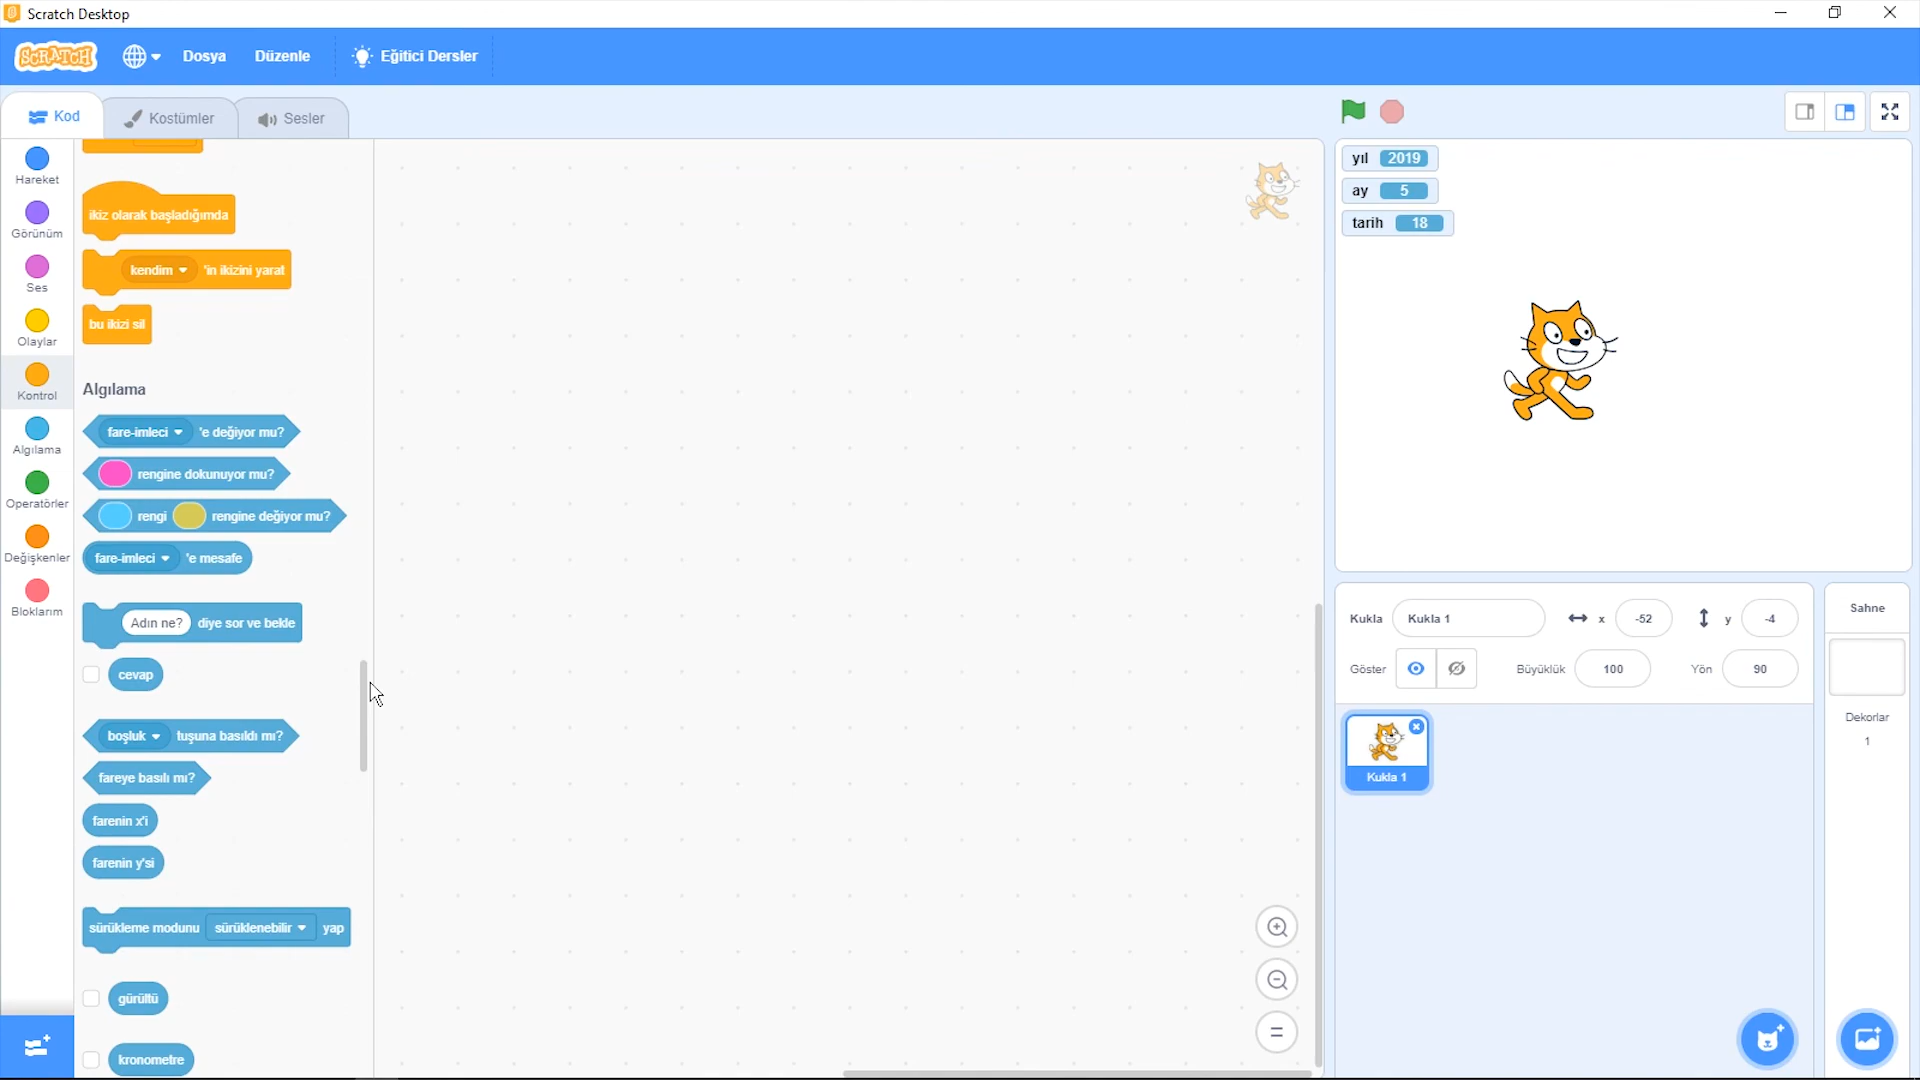 Scratch Desktop
SCRATCH
Dosya
Düzenle
Eğitici Dersler
Kod
Kostümler
Sesler
Hareket
Görünüm
Ses
Olaylar
Kontrol
Algılama
Operatörler
Değişkenler
Bloklarım
ikiz olarak başladığımda
kendim 'in ikizini yarat
bu ikizi sil
Algılama
fare-imleci 'e değiyor mu?
rengine dokunuyor mu?
rengi rengine değiyor mu?
fare-imleci 'e mesafe
Adın ne? diye sor ve bekle
cevap
boşluk tuşuna basıldı mı?
fareye basılı mı?
farenin x'i
farenin y'si
sürükleme modunu sürüklenebilir yap
gürültü
kronometre
yıl 2019
ay 5
tarih 18
Kukla Kukla 1 x -52 y -4
Göster Büyüklük 100 Yön 90
Kukla 1
Sahne
Dekorlar
1